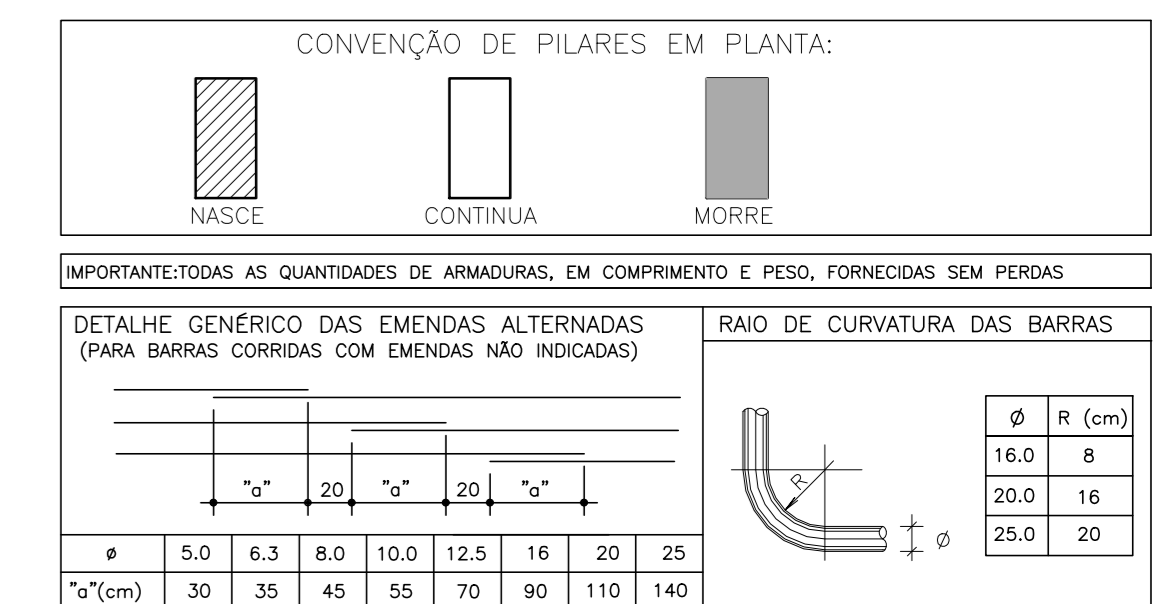 CONVENÇÃO DE PILARES EM PLANTA:
NASCE CONTINUA MORRE
IMPORTANTE:TODAS AS QUANTIDADES DE ARMADURAS, EM COMPRIMENTO E PESO, FORNECIDAS SEM PERDAS
DETALHE GENÉRICO DAS EMENDAS ALTERNADAS
(PARA BARRAS CORRIDAS COM EMENDAS NÃO INDICADAS)
"a" 20 "a" 20 "a"
ø 5.0 6.3 8.0 10.0 12.5 16 20 25
"a"(cm) 30 35 45 55 70 90 110 140
RAIO DE CURVATURA DAS BARRAS
R
ø
ø R (cm)
16.0 8
20.0 16
25.0 20